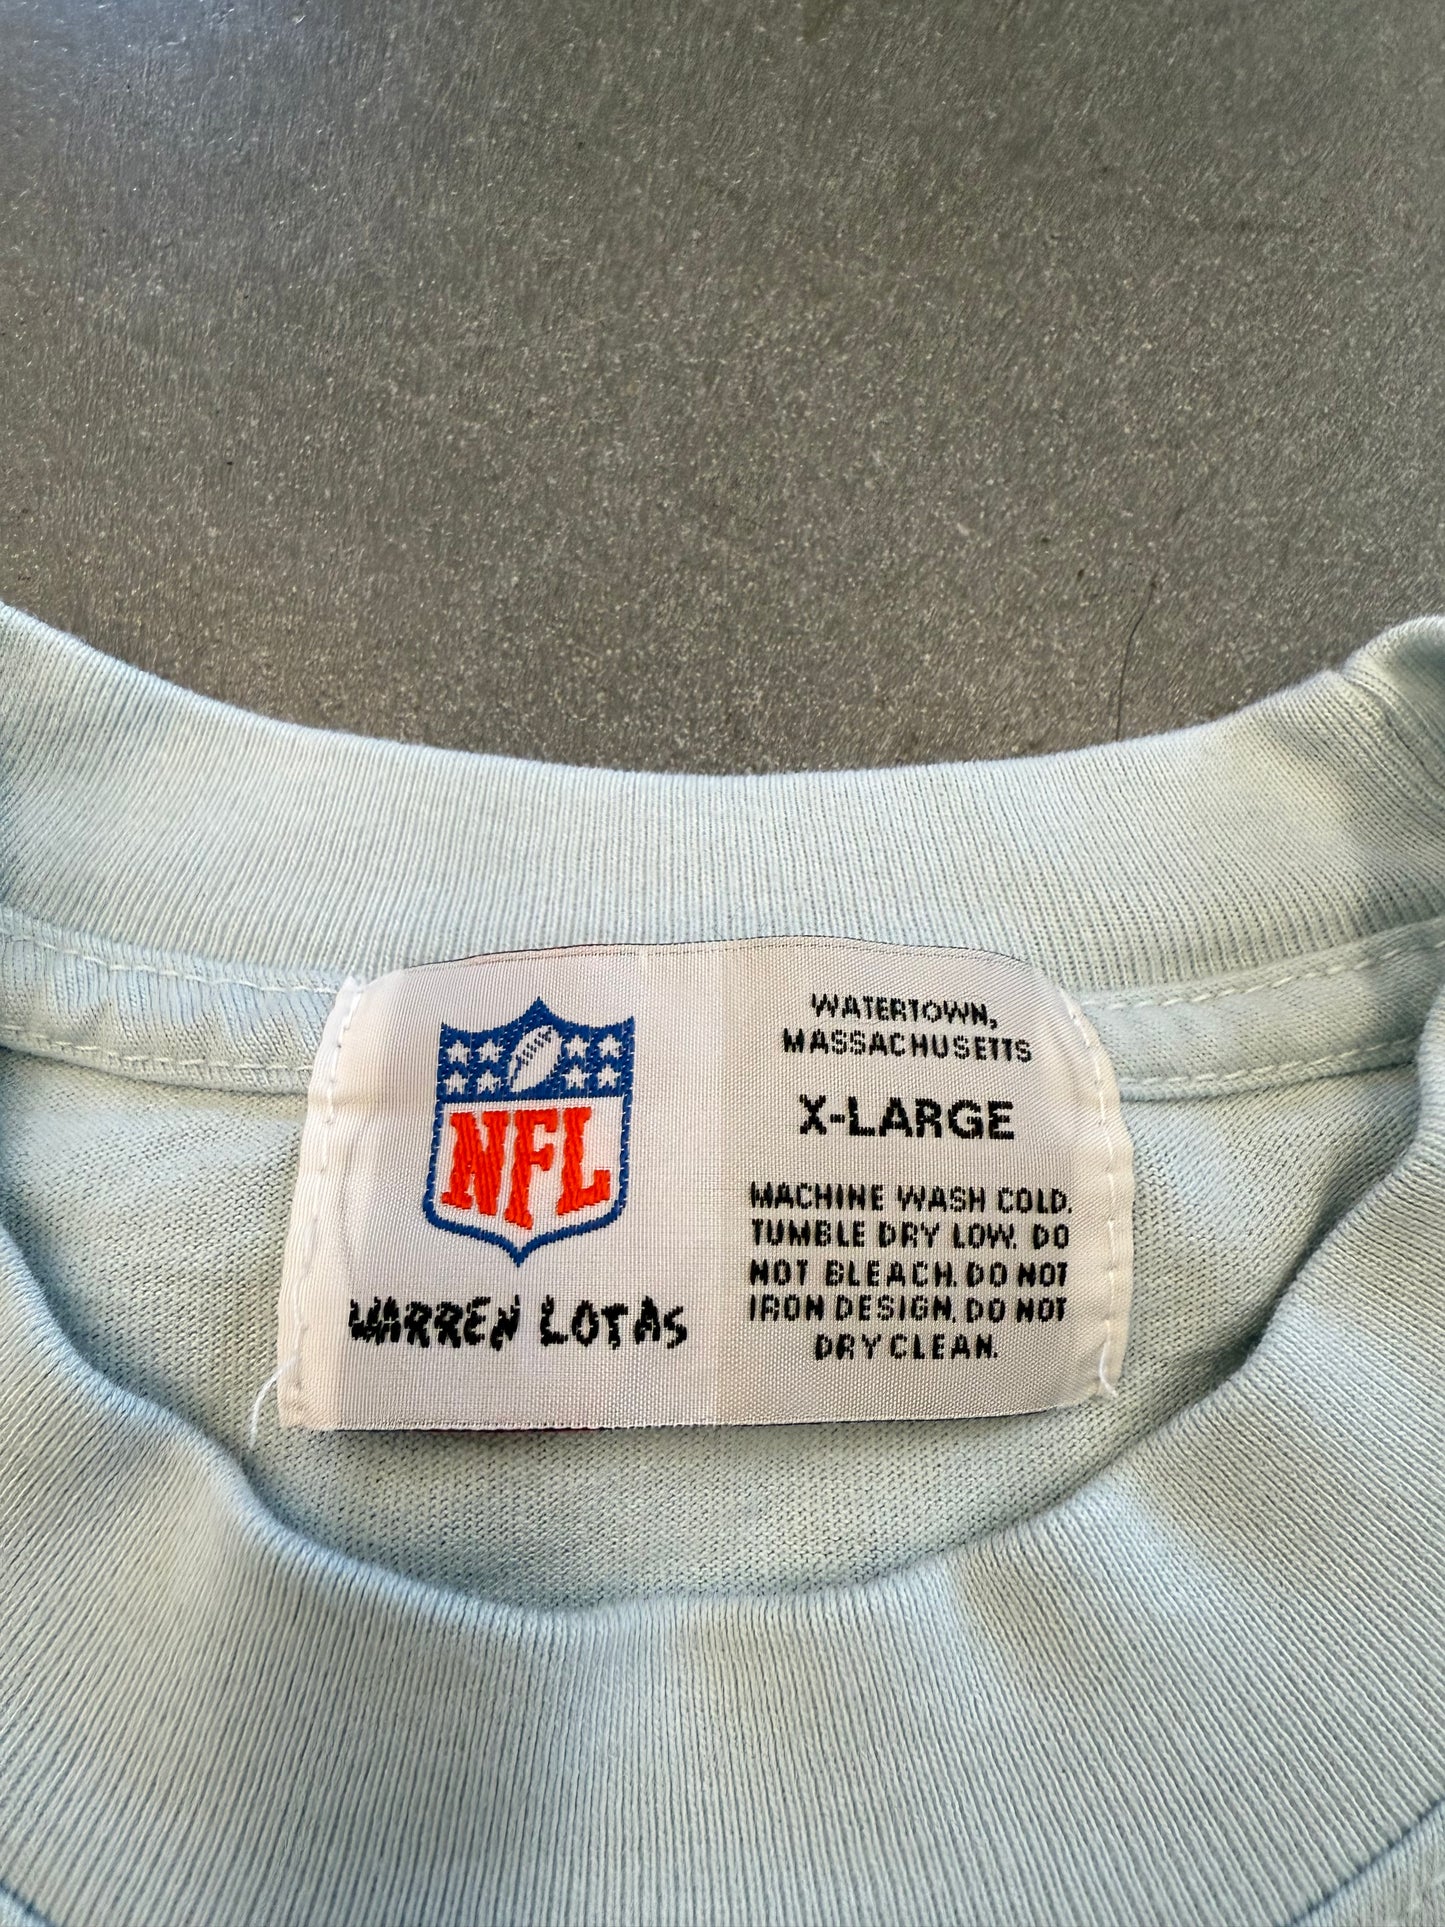 NFL
WARREN LOTAS
WATERTOWN,
MASSACHUSETTS
X-LARGE
MACHINE WASH COLD.
TUMBLE DRY LOW. DO
NOT BLEACH. DO NOT
IRON DESIGN. DO NOT
DRY CLEAN.